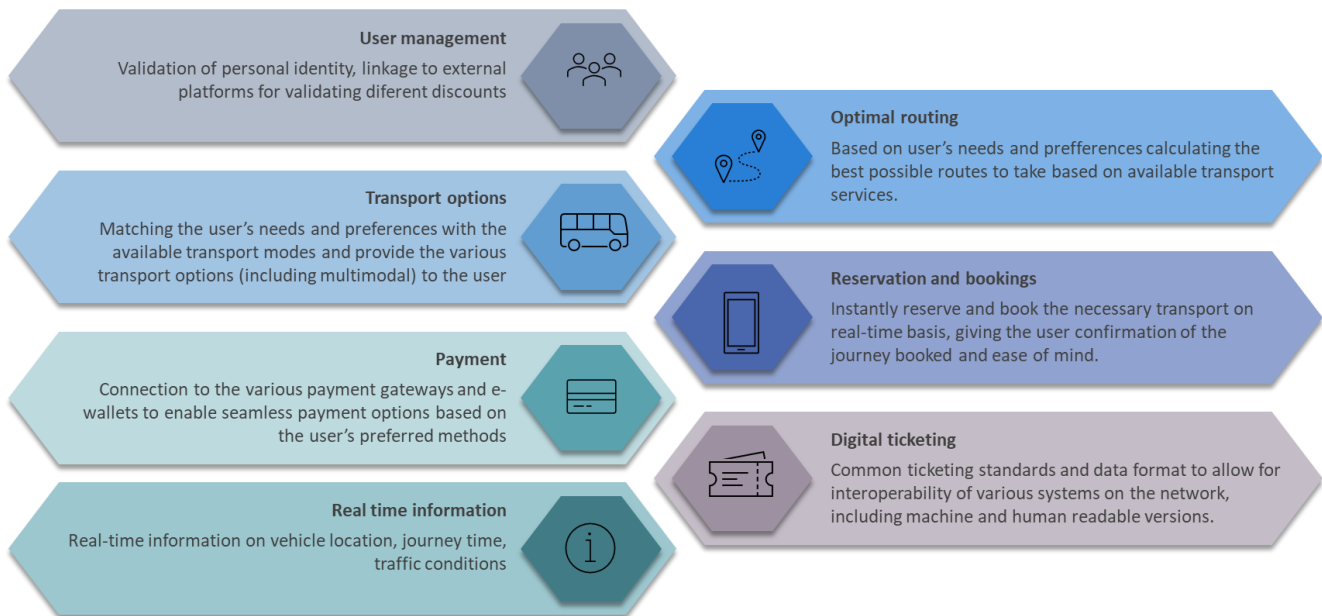 User management
Validation of personal identity, linkage to external
platforms for validating diferent discounts
Optimal routing
Based on user's needs and prefferences calculating the
best possible routes to take based on available transport
services.
Transport options
Matching the user's needs and preferences with the
available transport modes and provide the various
transport options (including multimodal) to the user
Reservation and bookings
Instantly reserve and book the necessary transport on
real-time basis, giving the user confirmation of the
journey booked and ease of mind.
Payment
Connection to the various payment gateways and e-
wallets to enable seamless payment options based on
the user's preferred methods
Digital ticketing
Common ticketing standards and data format to allow for
interoperability of various systems on the network,
including machine and human readable versions.
Real time information
Real-time information on vehicle location, journey time,
traffic conditions